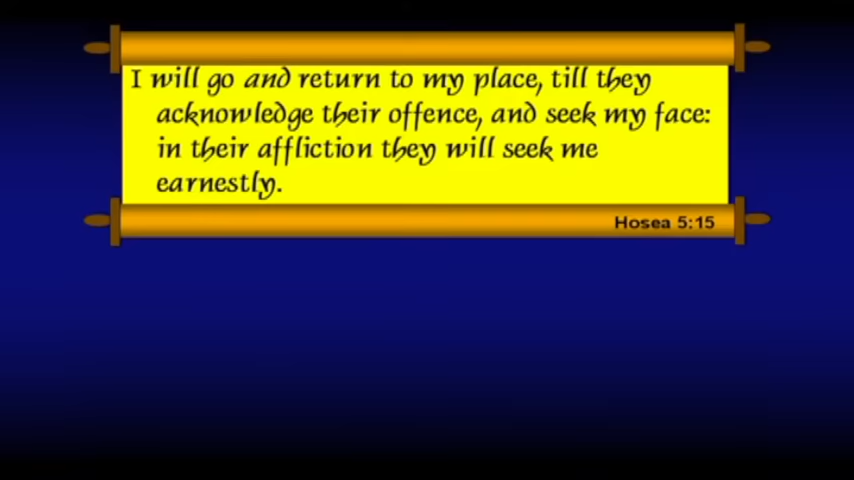 I will go and return to my place, till they
acknowledge their offence, and seek my face:
in their affliction they will seek me
earnestly.
Hosea 5:15